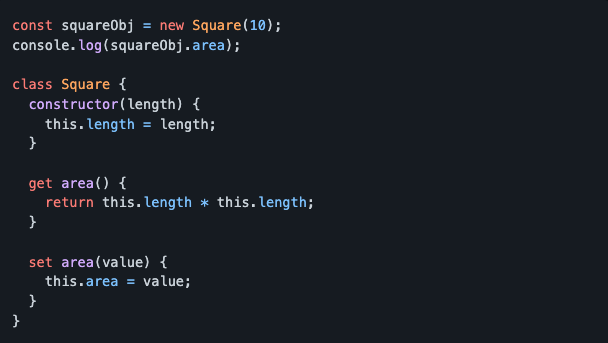 const squareObj = new Square(10);
console.log(squareObj.area);

class Square {
  constructor(length) {
    this.length = length;
  }

  get area() {
    return this.length * this.length;
  }

  set area(value) {
    this.area = value;
  }
}